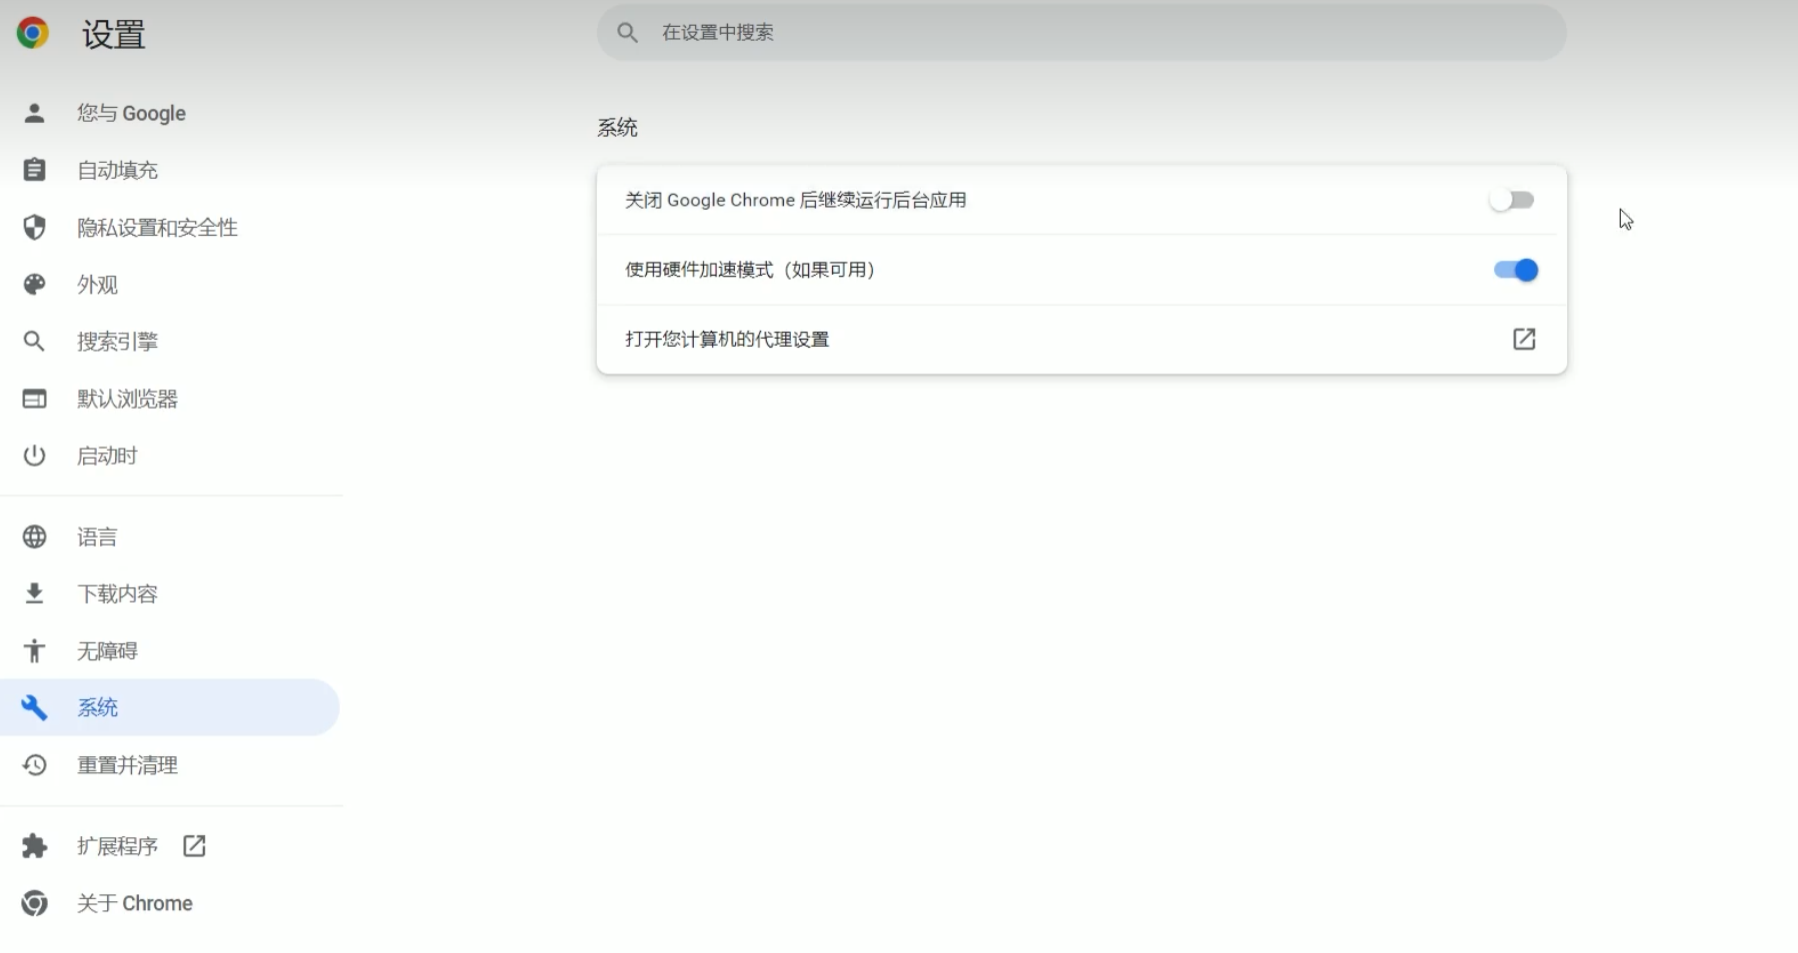 设置
在设置中搜索
您与 Google
自动填充
隐私设置和安全性
外观
搜索引擎
默认浏览器
启动时
语言
下载内容
无障碍
系统
重置并清理
扩展程序
关于 Chrome
系统
关闭 Google Chrome 后继续运行后台应用
使用硬件加速模式（如果可用）
打开您计算机的代理设置